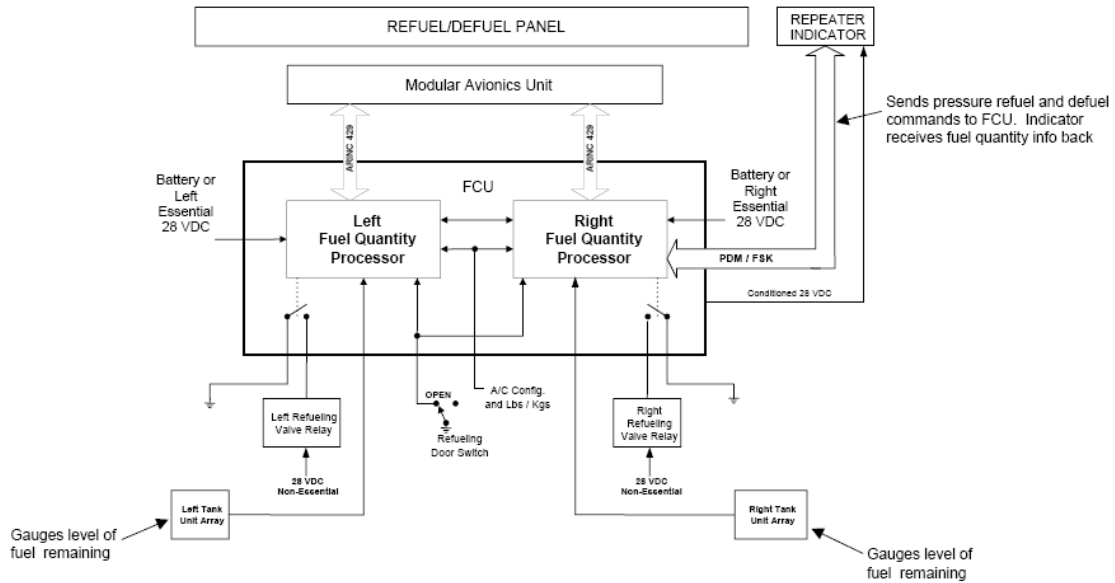 REFUEL/DEFUEL PANEL
REPEATER
INDICATOR
Modular Avionics Unit
Sends pressure refuel and defuel
commands to FCU. Indicator
receives fuel quantity info back
ARINC 429
ARINC 429
Battery or
Left
Essential
28 VDC
FCU
Battery or
Right
Essential
28 VDC
Left
Fuel Quantity
Processor
Right
Fuel Quantity
Processor
PDM / FSK
Conditioned 28 VDC
OPEN
A/C Config.
and Lbs / Kgs
Left Refueling
Valve Relay
Refueling
Door Switch
Right
Refueling
Valve Relay
28 VDC
Non-Essential
28 VDC
Non-Essential
Left Tank
Unit Array
Right Tank
Unit Array
Gauges level of
fuel remaining
Gauges level of
fuel remaining